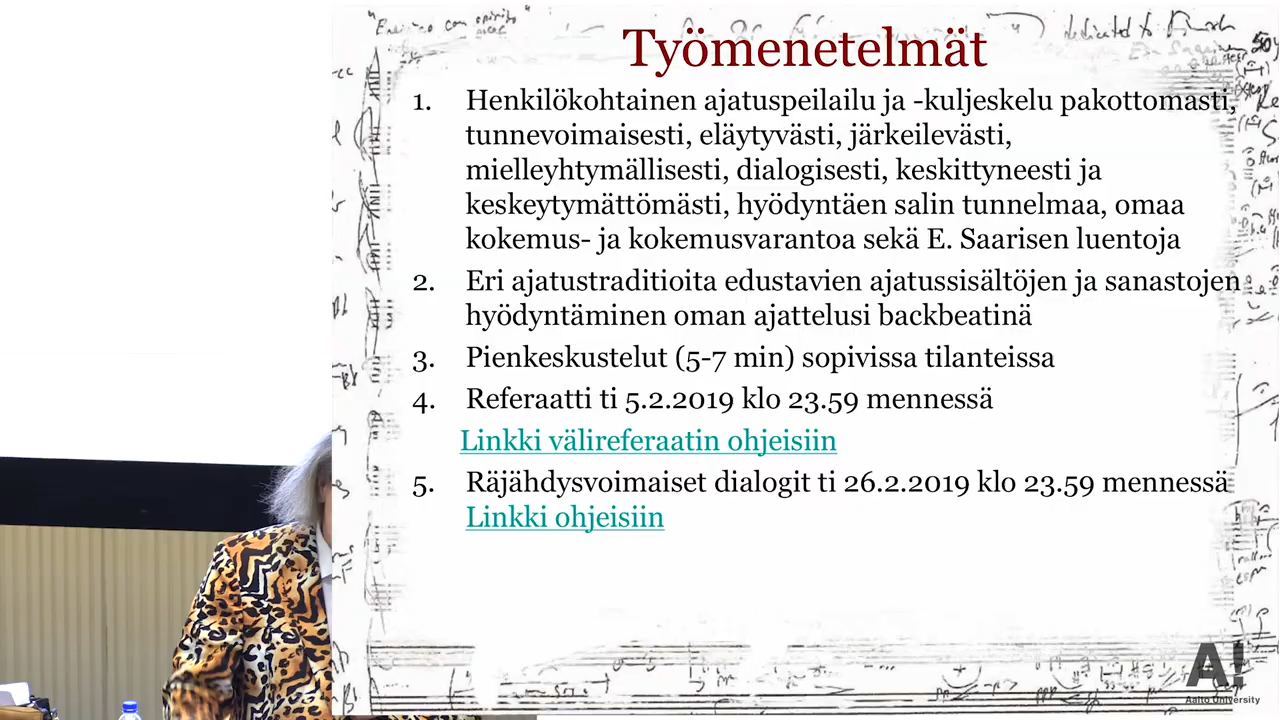 dedicated to
Työmenetelmät
1. Henkilökohtainen ajatuspeilailu ja -kuljeskelu pakottomasti,
tunnevoimaisesti, eläytyvästi, järkeilevästi,
mielleyhtymällisesti, dialogisesti, keskittyneesti ja
keskeytymättömästi, hyödyntäen salin tunnelmaa, omaa
kokemus- ja kokemusvarantoa sekä E. Saarisen luentoja
2. Eri ajatustraditioita edustavien ajatussisältöjen ja sanastojen
hyödyntäminen oman ajattelusi backbeatinä
3. Pienkeskustelut (5-7 min) sopivissa tilanteissa
4. Referaatti ti 5.2.2019 klo 23.59 mennessä
Linkki välireferaatin ohjeisiin
5. Räjähdysvoimaiset dialogit ti 26.2.2019 klo 23.59 mennessä
Linkki ohjeisiin
A!
Aalto University